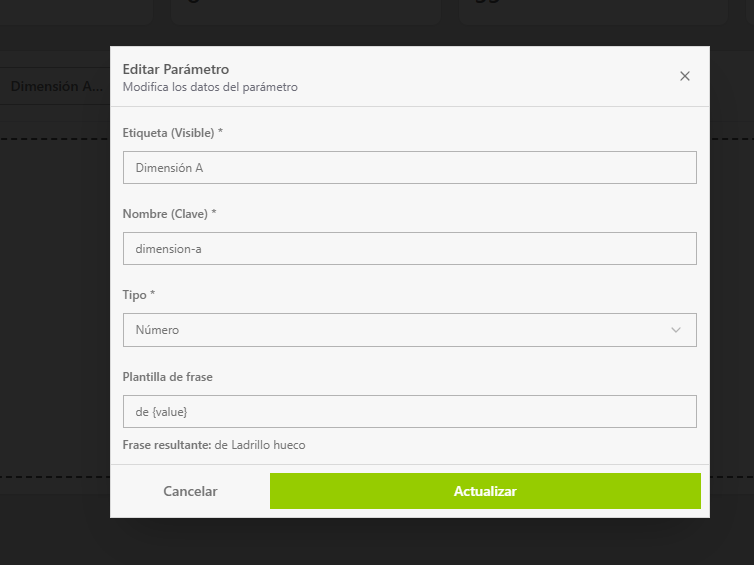 Editar Parámetro
Modifica los datos del parámetro
Dimensión A...
Etiqueta (Visible) *
Dimensión A
Nombre (Clave) *
dimension-a
Tipo *
Número
Plantilla de frase
de {value}
Frase resultante: de Ladrillo hueco
Cancelar
Actualizar